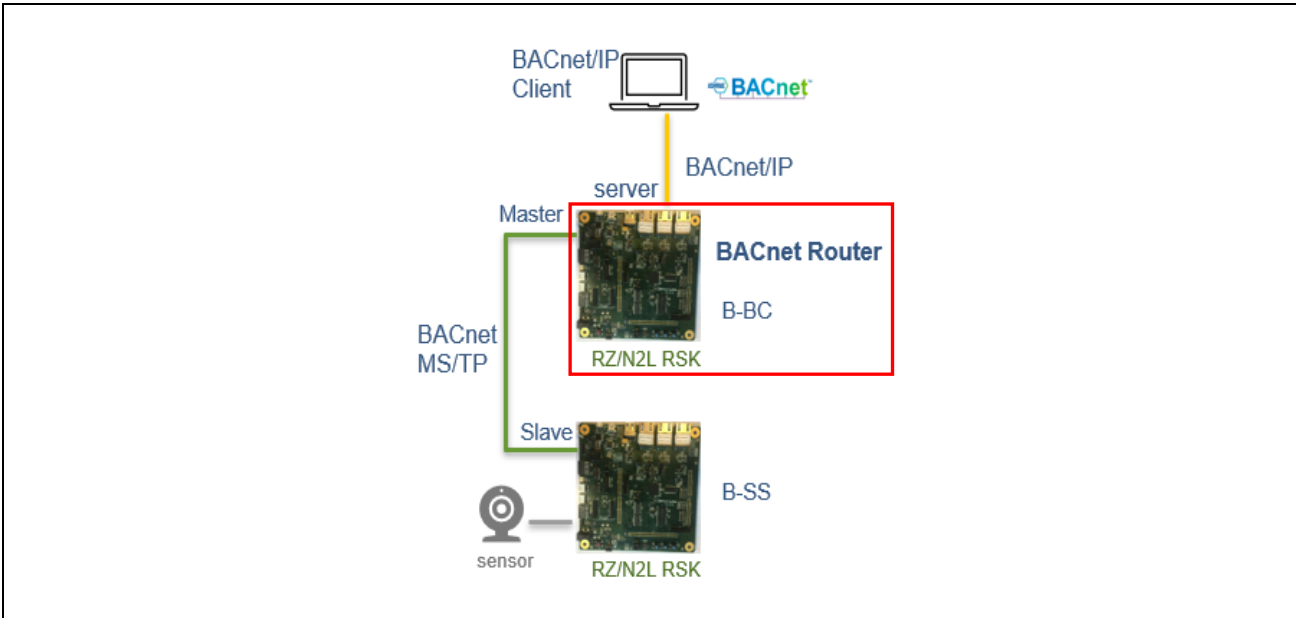 BACnet/IP
Client
BACnet
BACnet/IP
server
Master
BACnet Router
B-BC
RZ/N2L RSK
BACnet
MS/TP
Slave
B-SS
sensor
RZ/N2L RSK